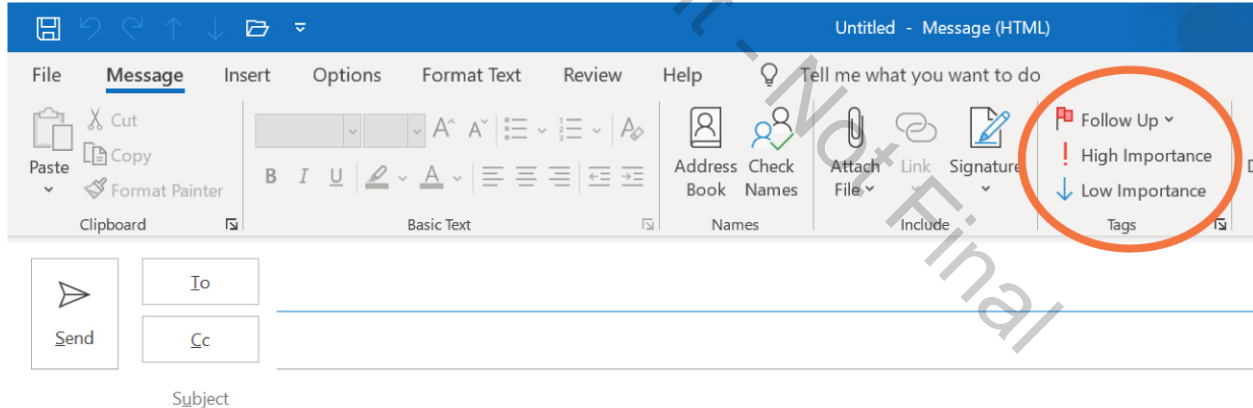 Untitled - Message (HTML)
File Message Insert Options Format Text Review Help Tell me what you want to do
Cut
Copy
Format Painter
Paste
Clipboard
B I U A
Basic Text
Address Book
Check Names
Names
Attach File
Link
Signature
Include
Follow Up
High Importance
Low Importance
Tags
Send
To
Cc
Subject
Not Final